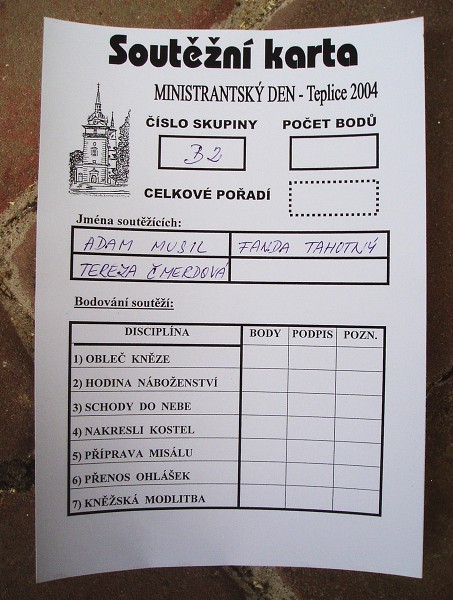 Soutěžní karta
MINISTRANTSKÝ DEN - Teplice 2004
ČÍSLO SKUPINY POČET BODŮ
B2
CELKOVÉ POŘADÍ
Jména soutěžících:
ADAM MUSIL FANDA TAHOTNÝ
TEREZA ČMERDOVÁ
Bodování soutěží:
DISCIPLÍNA BODY PODPIS POZN.
1) OBLEČ KNĚZE
2) HODINA NÁBOŽENSTVÍ
3) SCHODY DO NEBE
4) NAKRESLI KOSTEL
5) PŘÍPRAVA MISÁLU
6) PŘENOS OHLÁŠEK
7) KNĚŽSKÁ MODLITBA